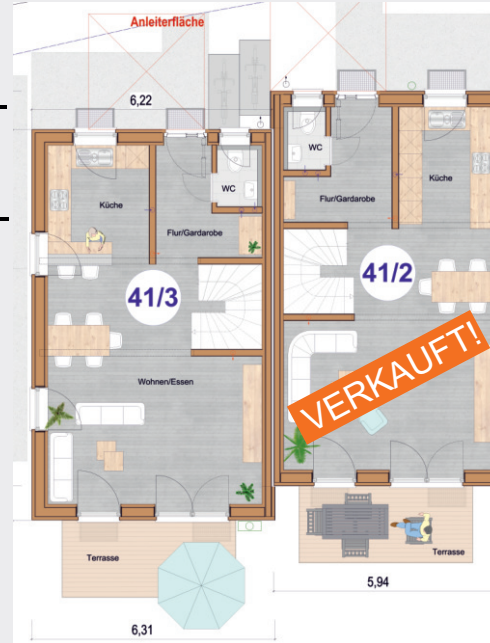 Anleiterfläche
6,22
WC
WC
Küche
Küche
Flur/Gardarobe
Flur/Gardarobe
41/3
41/2
VERKAUFT!
Wohnen/Essen
Terrasse
Terrasse
5,94
6,31